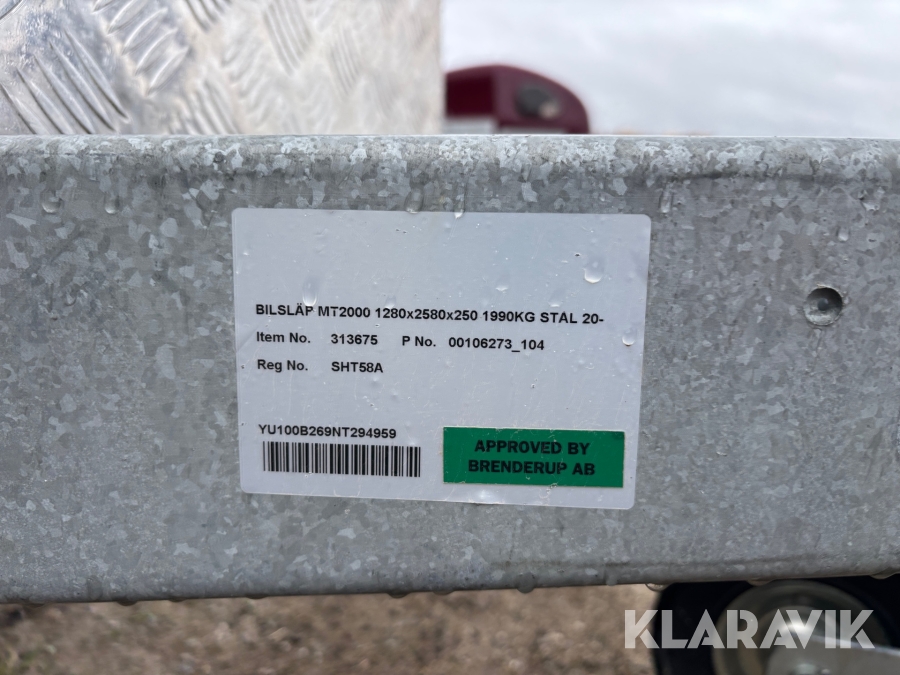 BILSLÄP MT2000 1280x2580x250 1990KG STAL 20-
Item No. 313675 P No. 00106273_104
Reg No. SHT58A
YU100B269NT294959
APPROVED BY
BRENDERUP AB
KLARAVIK